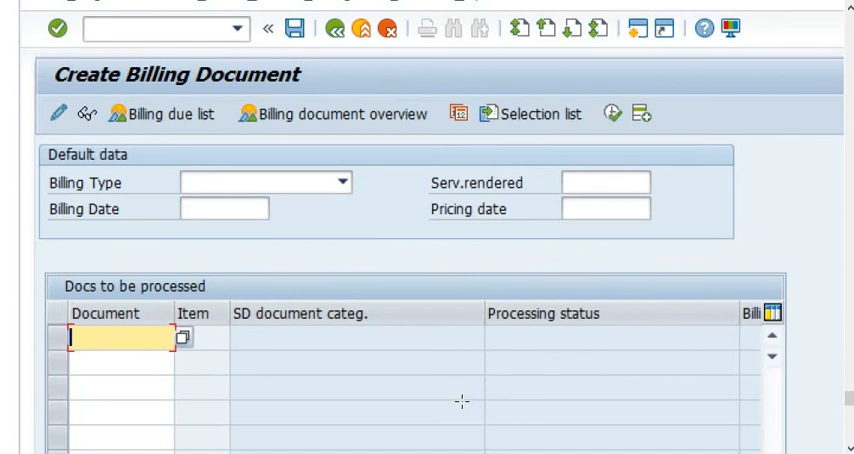 Create Billing Document
Billing due list Billing document overview Selection list
Default data
Billing Type Serv.rendered
Billing Date Pricing date
Docs to be processed
Document Item SD document categ. Processing status Billi